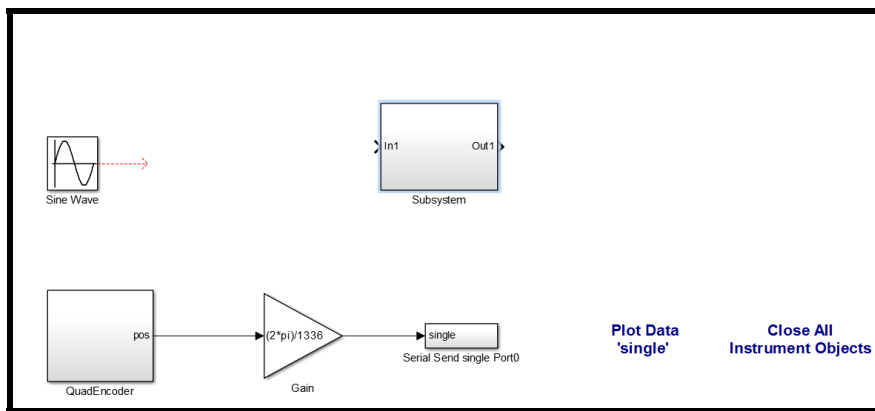 In1
Out1
Sine Wave
Subsystem
pos
(2*pi)/1336
single
Serial Send single Port0
Gain
QuadEncoder
Plot Data
'single'
Close All
Instrument Objects